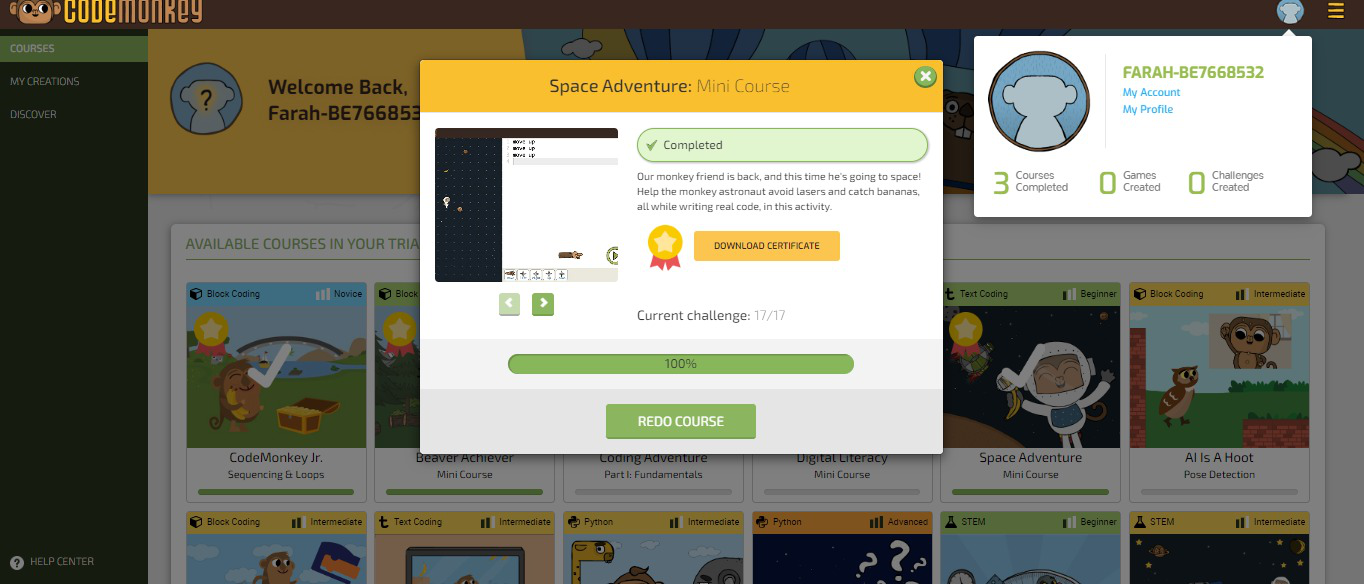 CODEMONKEY
COURSES
MY CREATIONS
DISCOVER
HELP CENTER
Welcome Back,
Farah-BE7668532
FARAH-BE7668532
My Account
My Profile
3 Courses Completed
0 Games Created
0 Challenges Created
Space Adventure: Mini Course
move up
move up
move up
Completed
Our monkey friend is back, and this time he's going to space!
Help the monkey astronaut avoid lasers and catch bananas,
all while writing real code, in this activity.
DOWNLOAD CERTIFICATE
Current challenge: 17/17
100%
REDO COURSE
AVAILABLE COURSES IN YOUR TRIA
Block Coding Novice
Block
Text Coding Beginner
Block Coding Intermediate
CodeMonkey Jr.
Sequencing & Loops
Beaver Achiever
Mini Course
Coding Adventure
Part I: Fundamentals
Digital Literacy
Mini Course
Space Adventure
Mini Course
AI Is A Hoot
Pose Detection
Block Coding Intermediate
Text Coding Intermediate
Python Intermediate
Python Advanced
STEM Beginner
STEM Intermediate